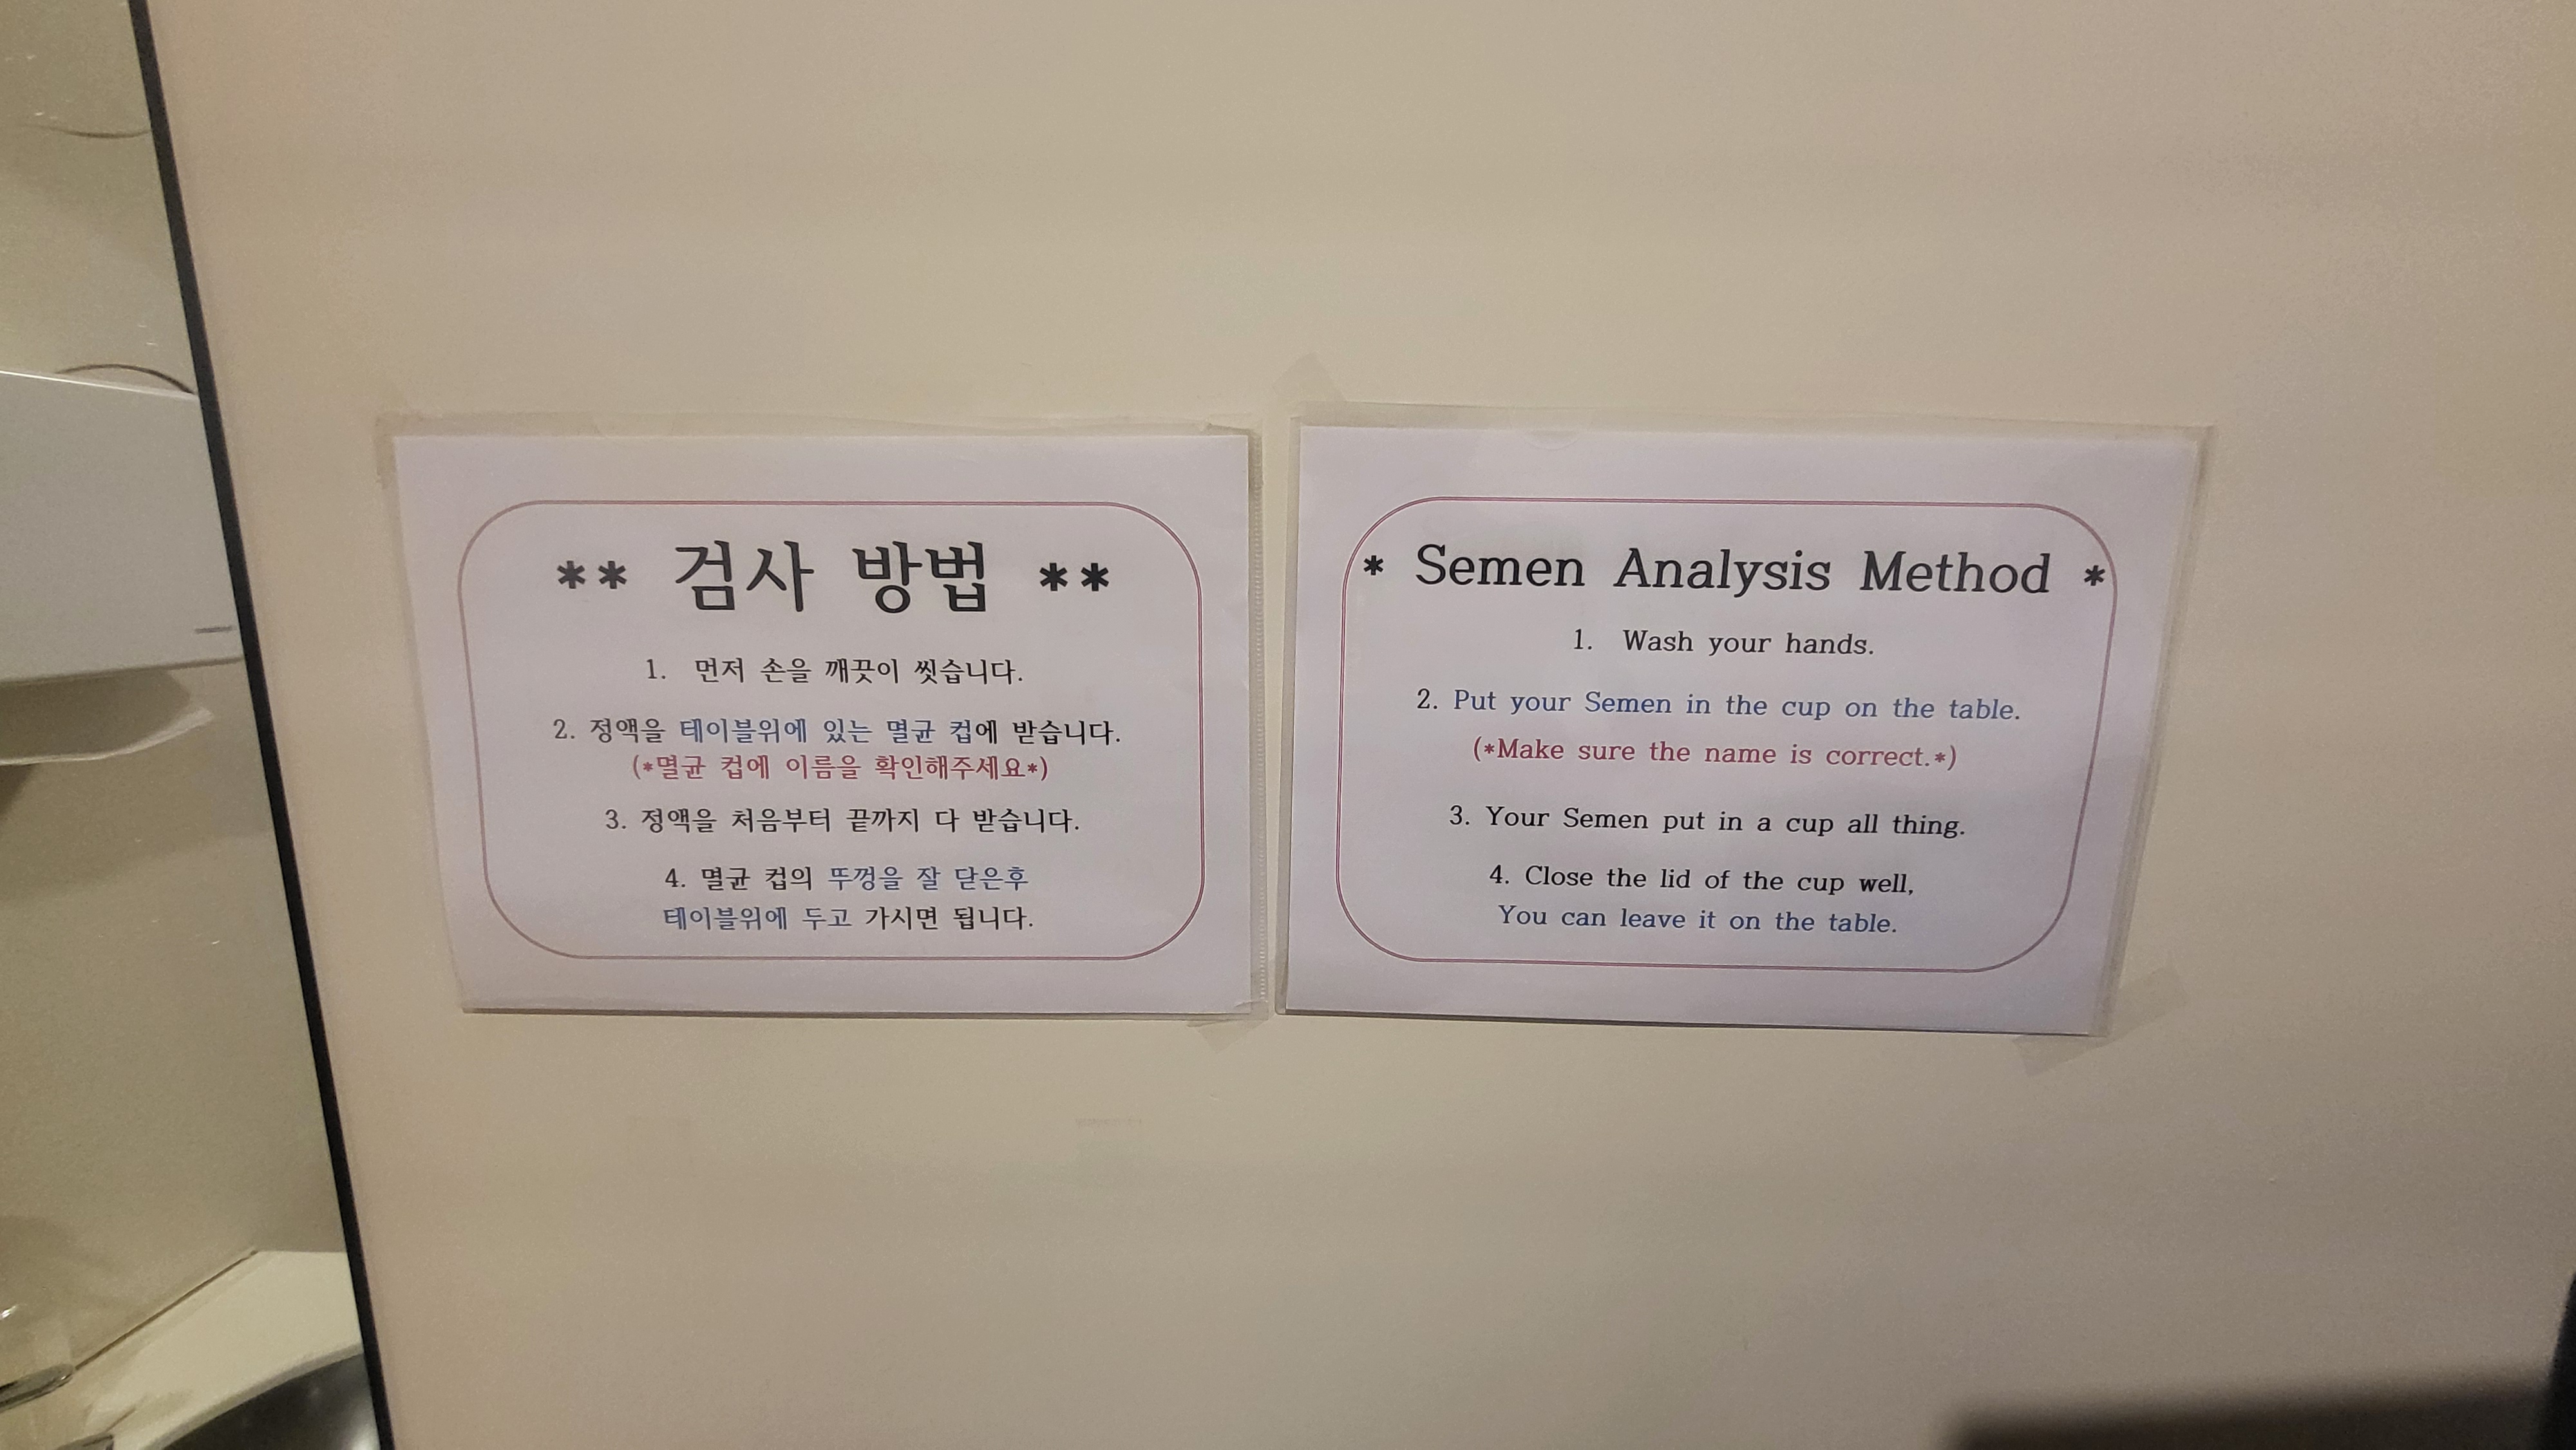 ** 검사 방법 **
1. 먼저 손을 깨끗이 씻습니다.
2. 정액을 테이블위에 있는 멸균 컵에 받습니다.
(*멸균 컵에 이름을 확인해주세요*)
3. 정액을 처음부터 끝까지 다 받습니다.
4. 멸균 컵의 뚜껑을 잘 닫은후
테이블위에 두고 가시면 됩니다.
* Semen Analysis Method *
1. Wash your hands.
2. Put your Semen in the cup on the table.
(*Make sure the name is correct.*)
3. Your Semen put in a cup all thing.
4. Close the lid of the cup well,
You can leave it on the table.